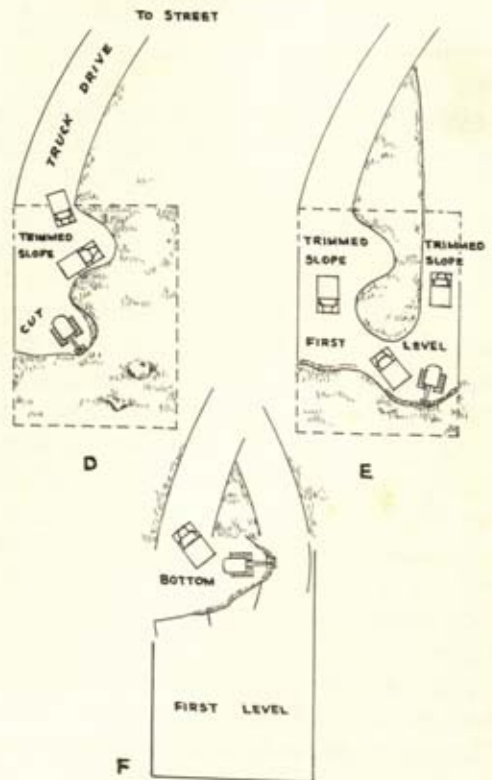 TO STREET
TRUCK DRIVE
TRIMMED
SLOPE
CUT
D
TRIMMED
SLOPE
TRIMMED
SLOPE
FIRST LEVEL
E
BOTTOM
FIRST LEVEL
F